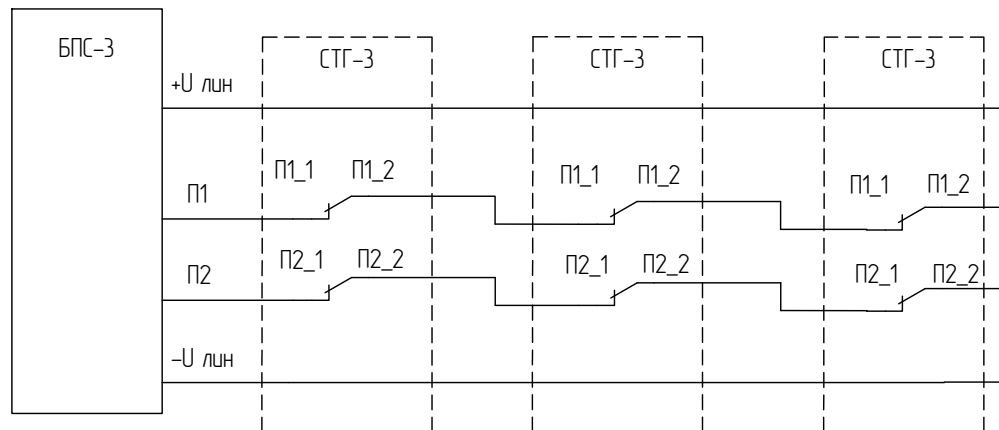 БПС-3
СТГ-3
СТГ-3
СТГ-3
+U лин
П1
П1_1
П1_2
П1_1
П1_2
П1_1
П1_2
П2
П2_1
П2_2
П2_1
П2_2
П2_1
П2_2
-U лин